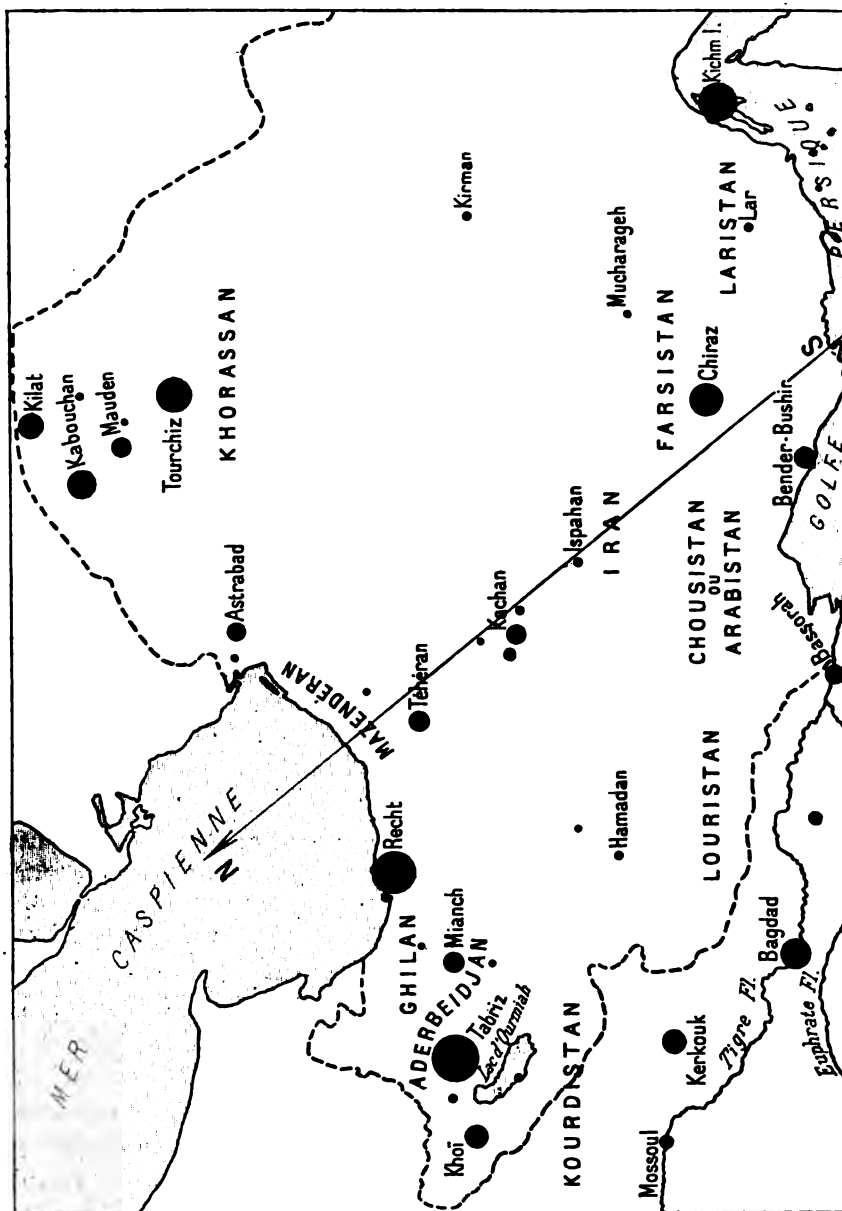 MER
CASPIENNE
N
Kilat
Kabouchan
Mauden
Tourchiz
KHORASSAN
Astrabad
MAZENDÉRAN
Téhéran
Recht
GHILAN
Mianch
ADERBEIDJAN
Tabriz
Lac d'Ourmiah
Khoï
KOURDISTAN
Kirman
Kachan
Ispahan
IRAN
Hamadan
LOURISTAN
Mucharageh
FARSISTAN
Chiraz
CHOUSISTAN
OU
ARABISTAN
LARISTAN
Lar
Kichm I.
Bender-Bushir
S
GOLFE
PERSIQUE
Bassorah
Bagdad
Kerkouk
Mossoul
Tigre Fl.
Euphrate Fl.